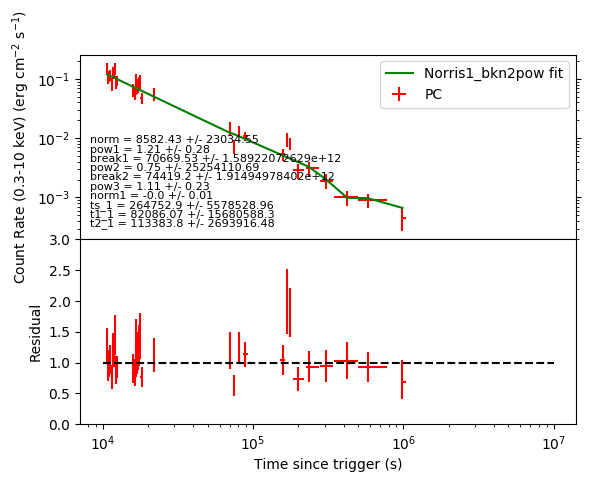 Count Rate (0.3-10 keV) (erg cm⁻² s⁻¹)
10⁻¹
10⁻²
10⁻³
Norris1_bkn2pow fit
PC
norm = 8582.43 +/- 23034.55
pow1 = 1.21 +/- 0.28
break1 = 70669.53 +/- 1.58922072629e+12
pow2 = 0.75 +/- 25254110.69
break2 = 74419.2 +/- 1.91494978402e+12
pow3 = 1.11 +/- 0.23
norm1 = -0.0 +/- 0.01
ts_1 = 264752.9 +/- 5578528.96
t1_1 = 82086.07 +/- 15680588.3
t2_1 = 113383.8 +/- 2693916.48
Residual
3.0
2.5
2.0
1.5
1.0
0.5
0.0
10⁴ 10⁵ 10⁶ 10⁷
Time since trigger (s)